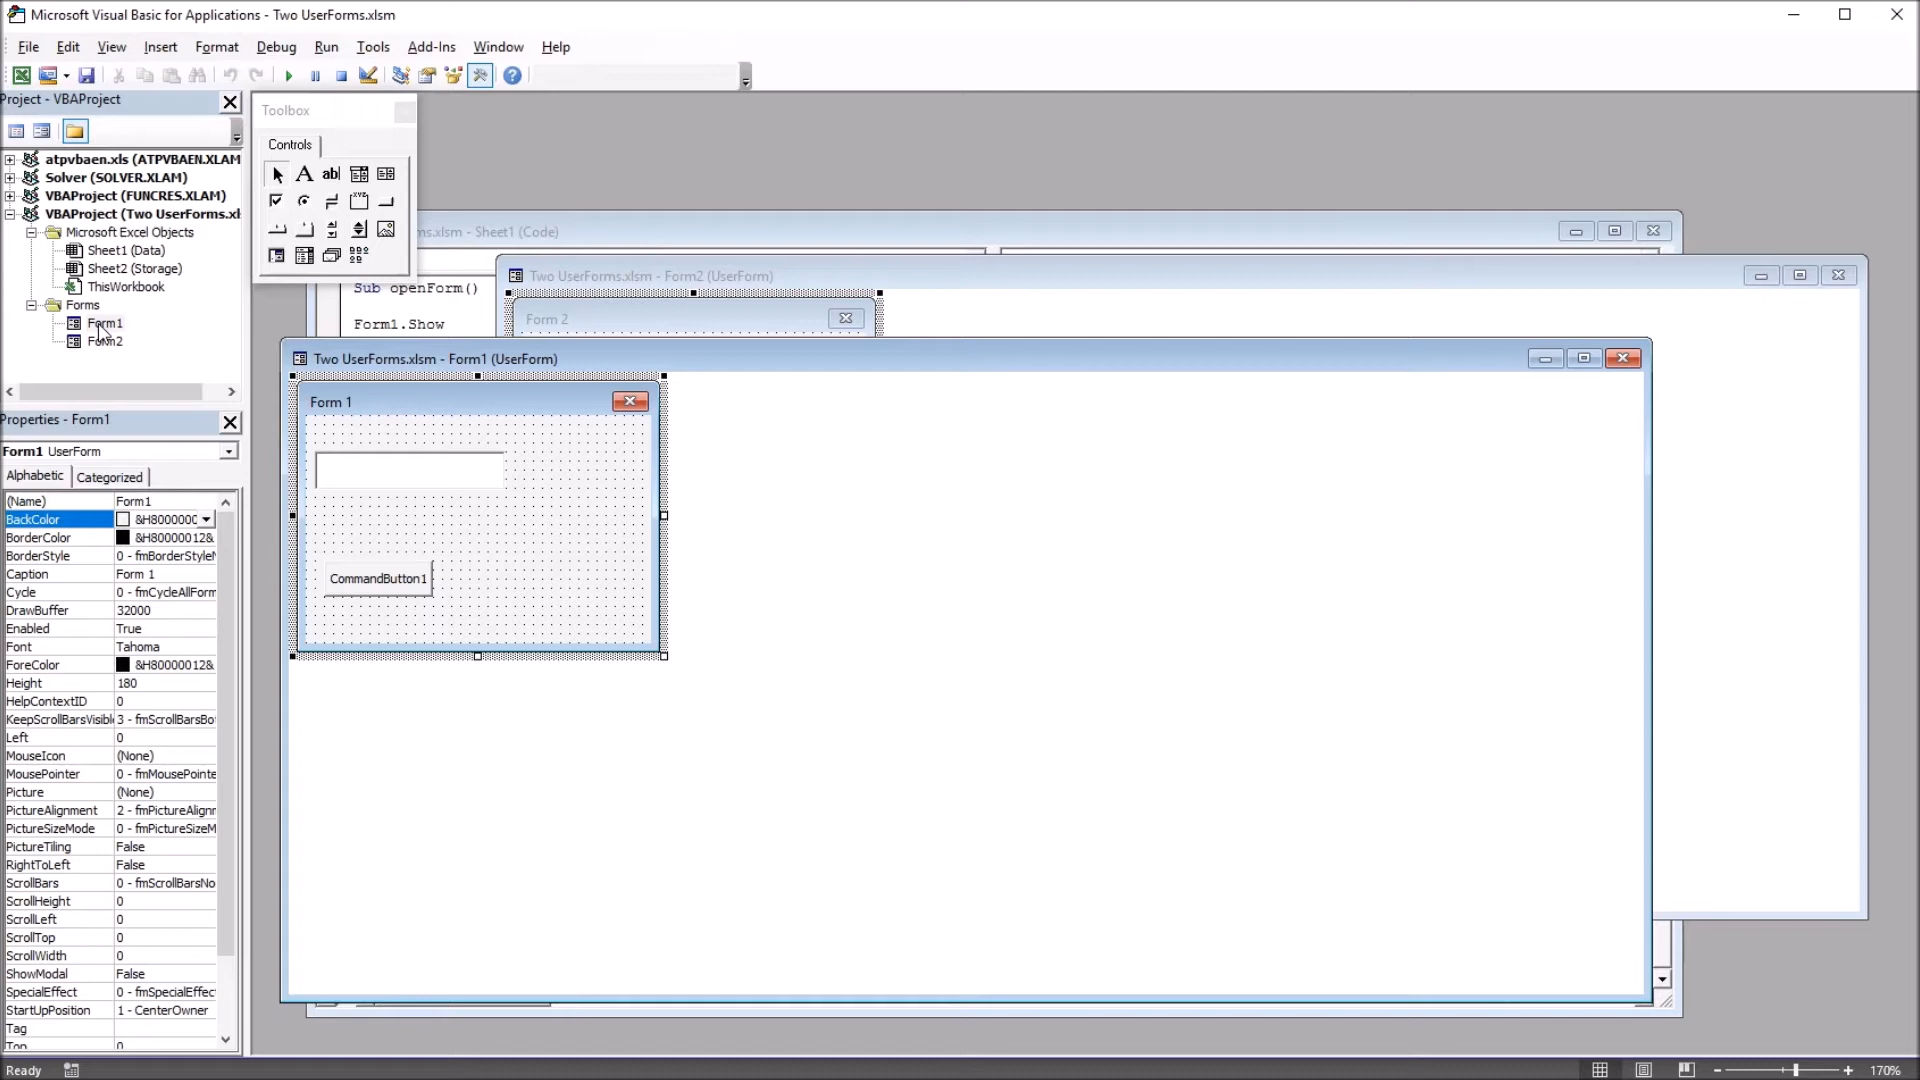 Microsoft Visual Basic for Applications - Two UserForms.xlsm
File Edit View Insert Format Debug Run Tools Add-Ins Window Help
Project - VBAProject
atpvbaen.xls (ATPVBAEN.XLAM
Solver (SOLVER.XLAM)
VBAProject (FUNCRES.XLAM)
VBAProject (Two UserForms.xl
Microsoft Excel Objects
Sheet1 (Data)
Sheet2 (Storage)
ThisWorkbook
Forms
Form1
Form2
Properties - Form1
Form1 UserForm
Alphabetic Categorized
(Name) Form1
BackColor &H800000C
BorderColor &H80000012&
BorderStyle 0 - fmBorderStyleN
Caption Form 1
Cycle 0 - fmCycleAllForm
DrawBuffer 32000
Enabled True
Font Tahoma
ForeColor &H80000012&
Height 180
HelpContextID 0
KeepScrollBarsVisibl 3 - fmScrollBarsBo
Left 0
MouseIcon (None)
MousePointer 0 - fmMousePointe
Picture (None)
PictureAlignment 2 - fmPictureAlignr
PictureSizeMode 0 - fmPictureSizeM
PictureTiling False
RightToLeft False
ScrollBars 0 - fmScrollBarsNo
ScrollHeight 0
ScrollLeft 0
ScrollTop 0
ScrollWidth 0
ShowModal False
SpecialEffect 0 - fmSpecialEffec
StartUpPosition 1 - CenterOwner
Tag
Top 0
Toolbox
Controls
A ab|
XYZ
ms.xlsm - Sheet1 (Code)
Sub openForm()
Form1.Show
Two UserForms.xlsm - Form2 (UserForm)
Form 2
Two UserForms.xlsm - Form1 (UserForm)
Form 1
CommandButton1
Ready
170%